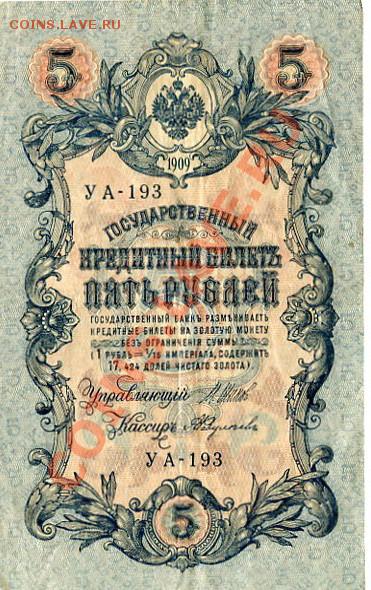 COINS.LAVE.RU
5 5
1909
УА-193
ГОСУДАРСТВЕННЫЙ
КРЕДИТНЫЙ БИЛЕТЪ
ПЯТЬ РУБЛЕЙ
ГОСУДАРСТВЕННЫЙ БАНКЪ РАЗМѢНИВАЕТЪ
КРЕДИТНЫЕ БИЛЕТЫ НА ЗОЛОТУЮ МОНЕТУ
БЕЗЪ ОГРАНИЧЕНІЯ СУММЫ
(1 РУБЛЬ = 1/15 ИМПЕРІАЛА, СОДЕРЖИТЪ
17,424 ДОЛЕЙ ЧИСТАГО ЗОЛОТА)
Управляющій
Кассиръ
УА-193
5